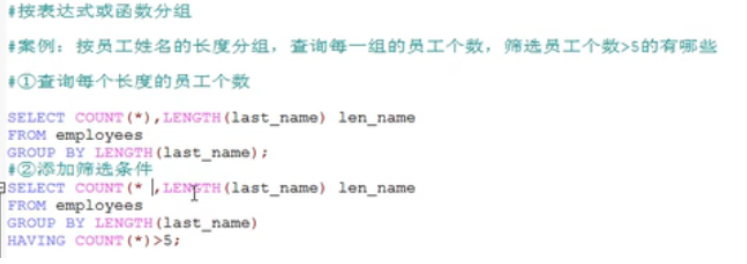 #按表达式或函数分组
#案例：按员工姓名的长度分组，查询每一组的员工个数，筛选员工个数>5的有哪些
#①查询每个长度的员工个数
SELECT COUNT(*),LENGTH(last_name) len_name
FROM employees
GROUP BY LENGTH(last_name);
#②添加筛选条件
SELECT COUNT(* ,LENGTH(last_name) len_name
FROM employees
GROUP BY LENGTH(last_name)
HAVING COUNT(*)>5;